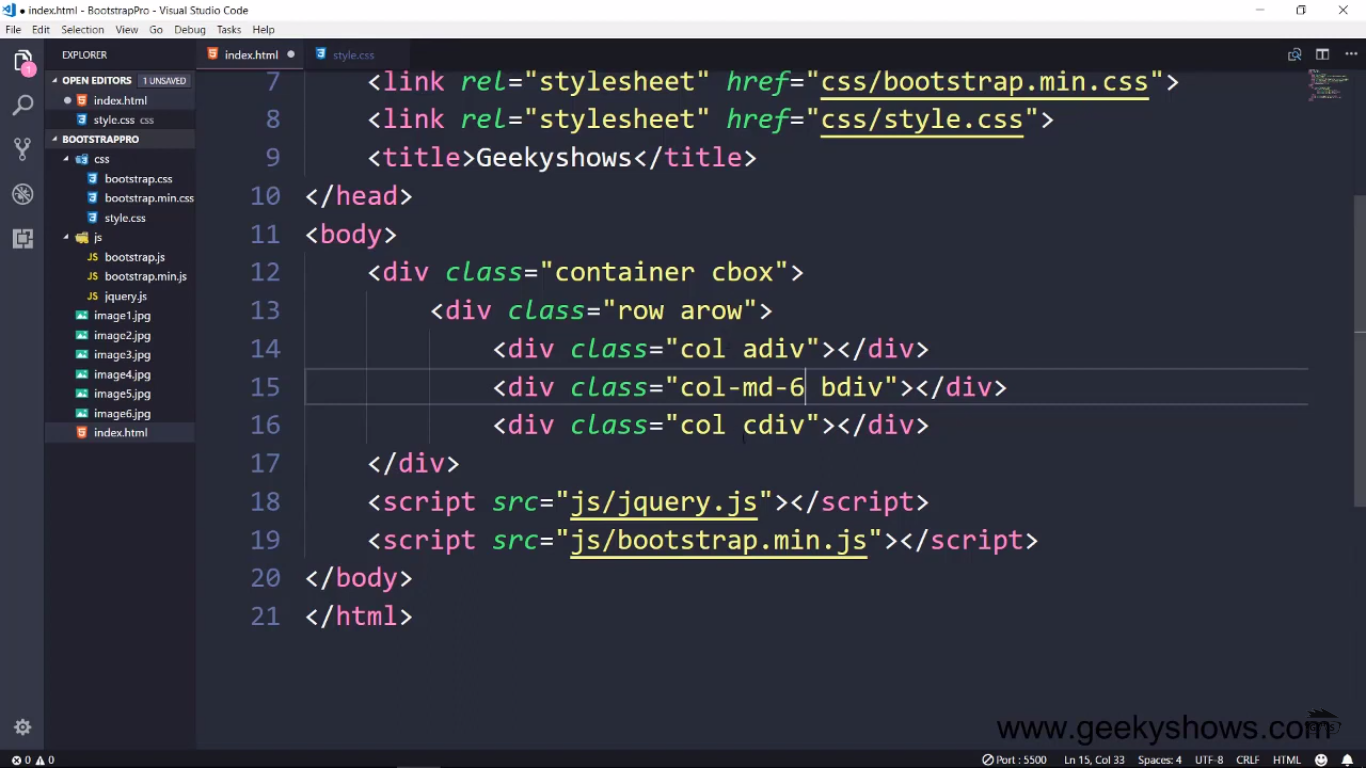 index.html - BootstrapPro - Visual Studio Code
File Edit Selection View Go Debug Tasks Help
EXPLORER
index.html
style.css
OPEN EDITORS 1 UNSAVED
index.html
style.css css
BOOTSTRAPPRO
css
bootstrap.css
bootstrap.min.css
style.css
js
bootstrap.js
bootstrap.min.js
jquery.js
image1.jpg
image2.jpg
image3.jpg
image4.jpg
image5.jpg
image6.jpg
index.html
1
7 <link rel="stylesheet" href="css/bootstrap.min.css">
8 <link rel="stylesheet" href="css/style.css">
9 <title>Geekyshows</title>
10 </head>
11 <body>
12 <div class="container cbox">
13 <div class="row arow">
14 <div class="col adiv"></div>
15 <div class="col-md-6 bdiv"></div>
16 <div class="col cdiv"></div>
17 </div>
18 <script src="js/jquery.js"></script>
19 <script src="js/bootstrap.min.js"></script>
20 </body>
21 </html>
www.geekyshows.com
0 0 Port : 5500 Ln 15, Col 33 Spaces: 4 UTF-8 CRLF HTML